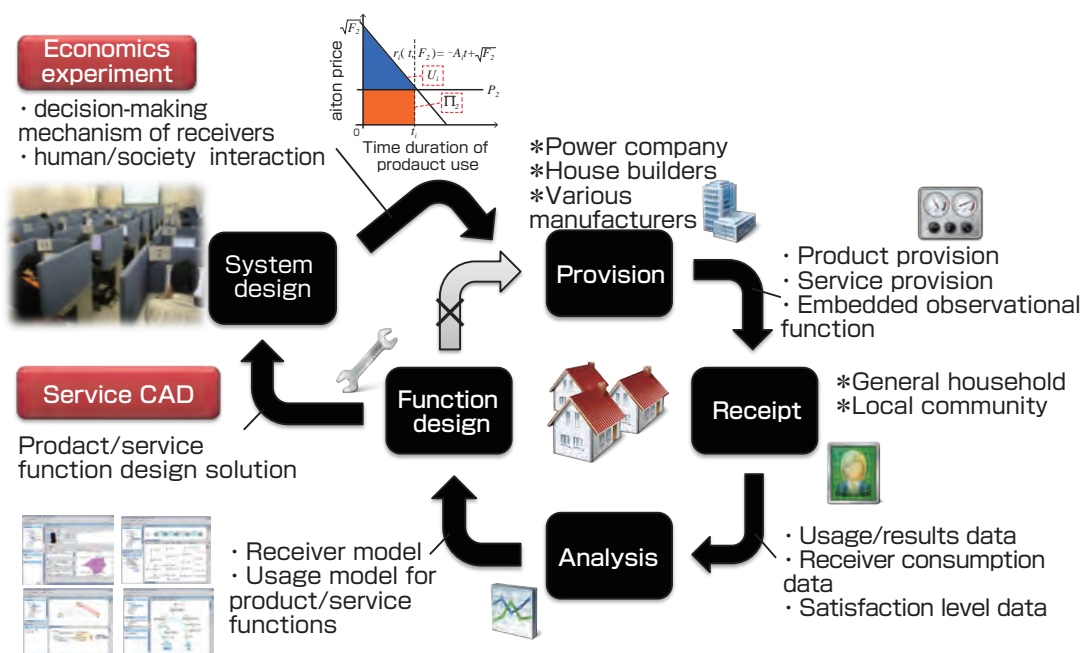 Economics
experiment
· decision-making
mechanism of receivers
· human/society interaction
√F₂
aiton price
rᵢ( t, F₂)= -Aᵢt+√F₂
Uᵢ
P₂
Π₂
0
tᵢ
Time duration of
prodauct use
∗Power company
∗House builders
∗Various
manufacturers
System
design
Provision
· Product provision
· Service provision
· Embedded observational
function
Service CAD
Prodact/service
function design solution
Function
design
Receipt
∗General household
∗Local community
· Receiver model
· Usage model for
product/service
functions
Analysis
· Usage/results data
· Receiver consumption
data
· Satisfaction level data